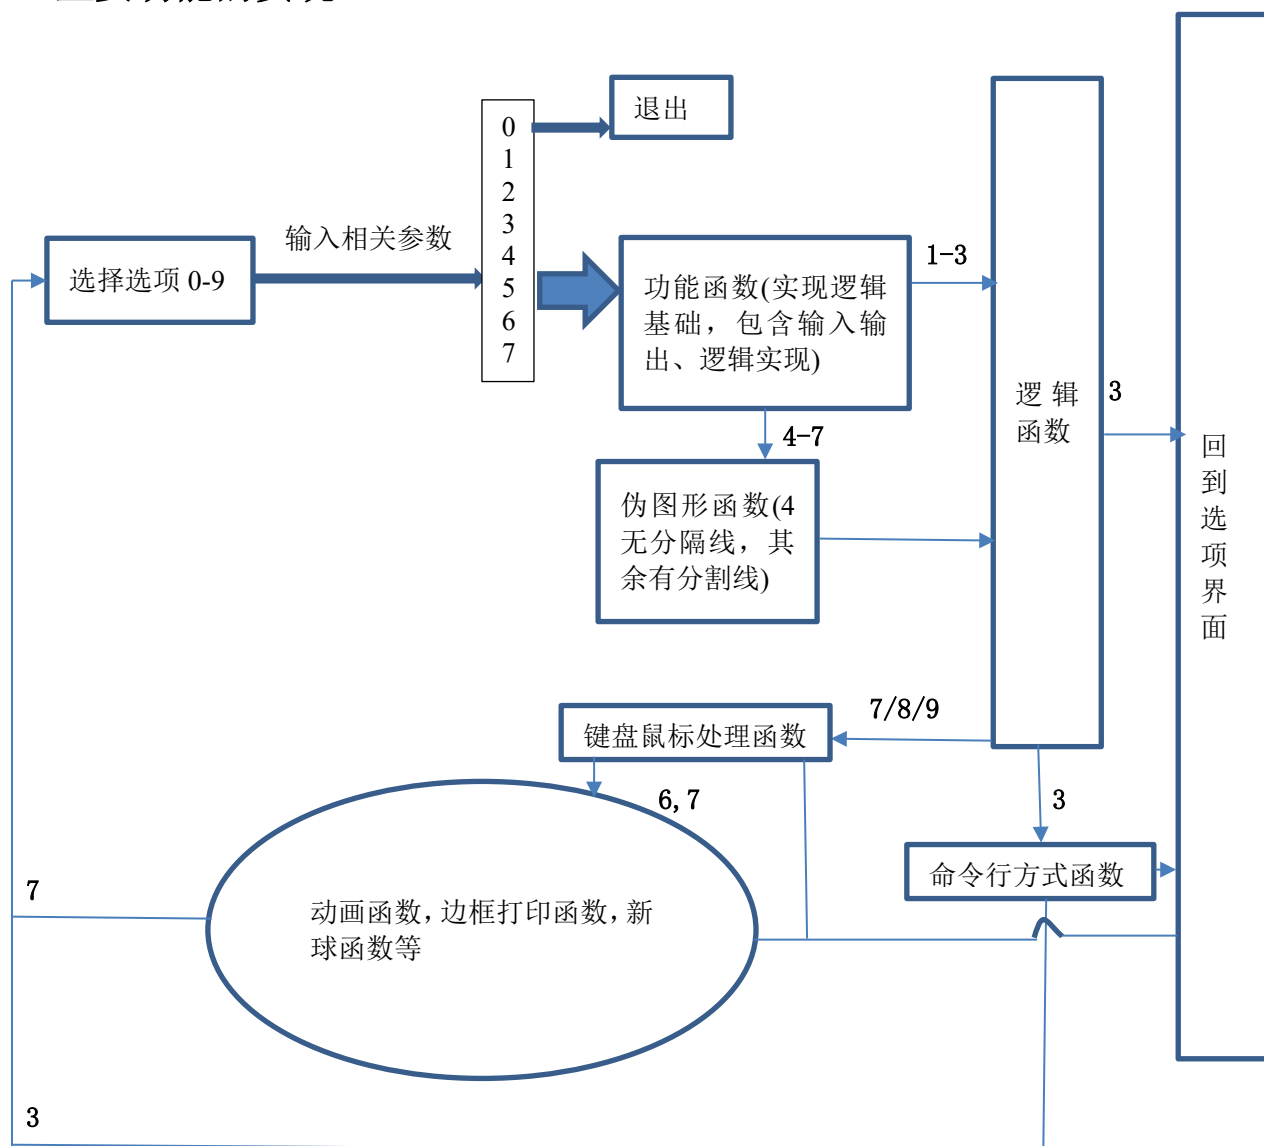 退出
0
1
2
3
4
5
6
7
输入相关参数
选择选项 0-9
功能函数(实现逻辑
基础，包含输入输
出、逻辑实现)
1-3
4-7
伪图形函数(4
无分隔线，其
余有分割线)
逻 辑
函数
3
回
到
选
项
界
面
7/8/9
键盘鼠标处理函数
6,7
3
命令行方式函数
7
动画函数，边框打印函数，新
球函数等
3